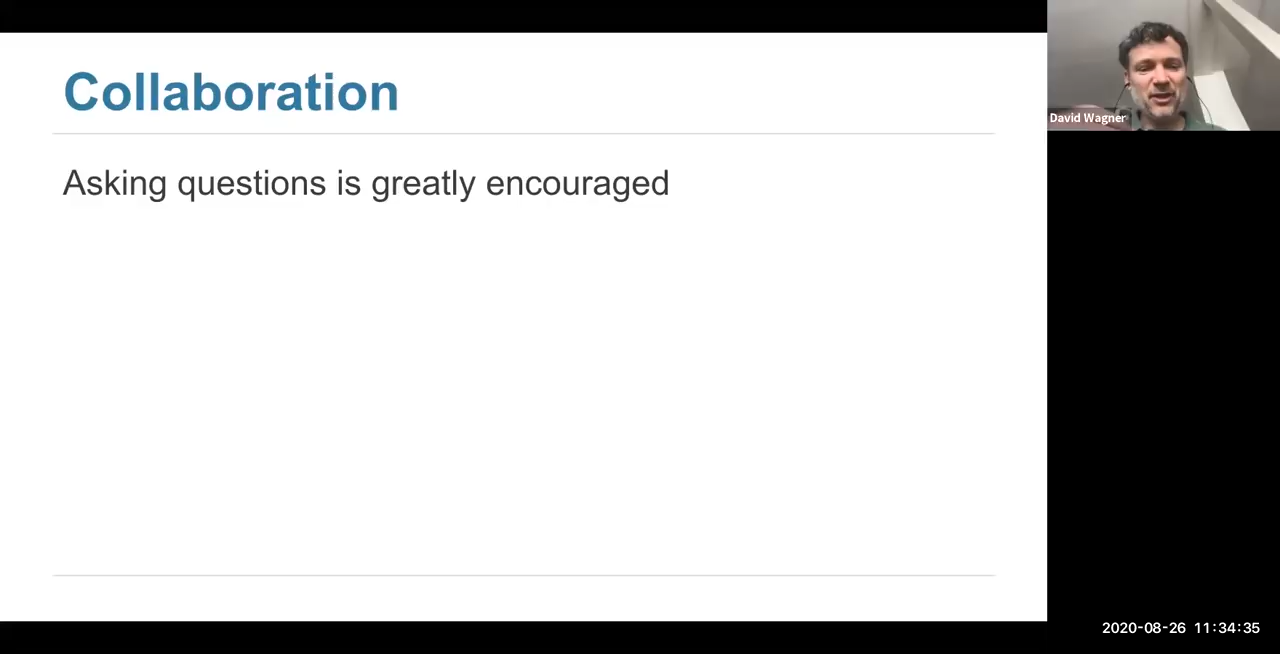 Collaboration
Asking questions is greatly encouraged
David Wagner
2020-08-26 11:34:35